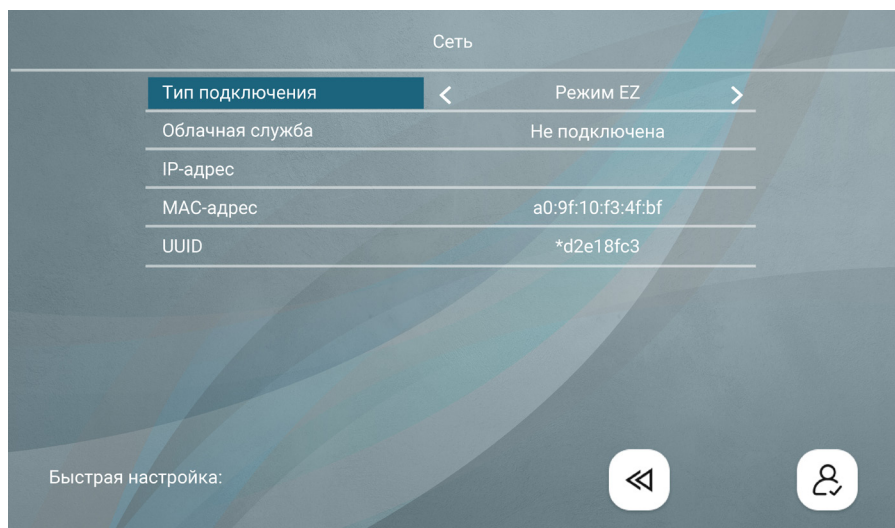 Сеть
Тип подключения Режим EZ
Облачная служба Не подключена
IP-адрес
МАС-адрес a0:9f:10:f3:4f:bf
UUID *d2e18fc3
Быстрая настройка: